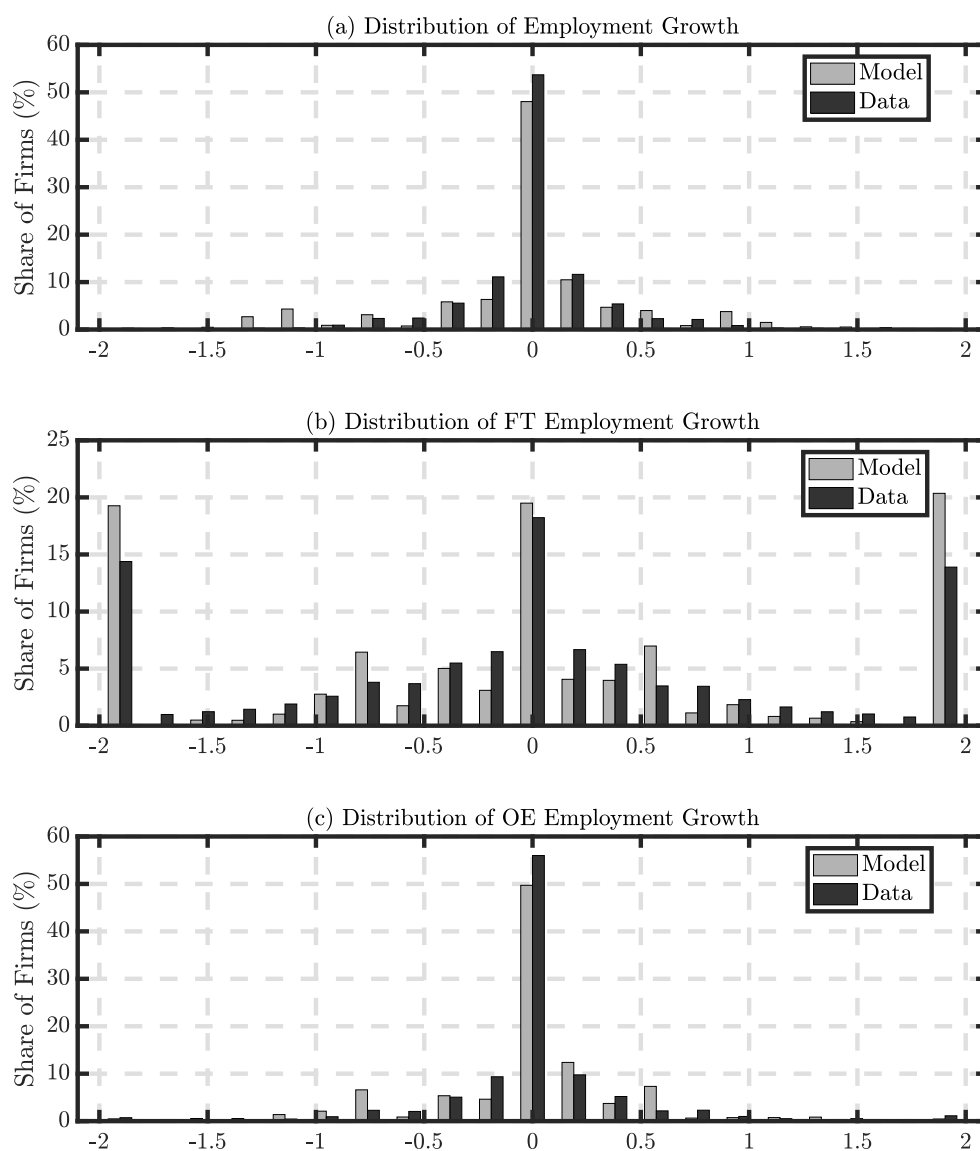 (a) Distribution of Employment Growth
60
50
40
30
20
10
0
Share of Firms (%)
Model
Data
-2 -1.5 -1 -0.5 0 0.5 1 1.5 2
(b) Distribution of FT Employment Growth
25
20
15
10
5
0
Share of Firms (%)
Model
Data
-2 -1.5 -1 -0.5 0 0.5 1 1.5 2
(c) Distribution of OE Employment Growth
60
50
40
30
20
10
0
Share of Firms (%)
Model
Data
-2 -1.5 -1 -0.5 0 0.5 1 1.5 2